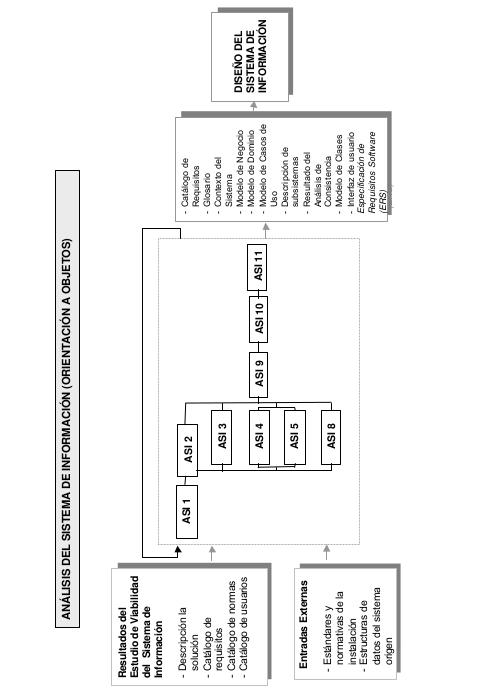 ANÁLISIS DEL SISTEMA DE INFORMACIÓN (ORIENTACIÓN A OBJETOS)
Resultados del
Estudio de Viabilidad
del Sistema de
Información
- Descripción la
solución
- Catálogo de
requisitos
- Catálogo de normas
- Catálogo de usuarios
Entradas Externas
- Estándares y
normativas de la
instalación
- Estructuras de
datos del sistema
origen
ASI 1
ASI 2
ASI 3
ASI 4
ASI 5
ASI 8
ASI 9
ASI 10
ASI 11
- Catálogo de
Requisitos
- Glosario
- Contexto del
Sistema
- Modelo de Negocio
- Modelo de Dominio
- Modelo de Casos de
Uso
- Descripción de
subsistemas
- Resultado del
Análisis de
Consistencia
- Modelo de Clases
- Interfaz de usuario
Especificación de
Requisitos Software
(ERS)
DISEÑO DEL
SISTEMA DE
INFORMACIÓN